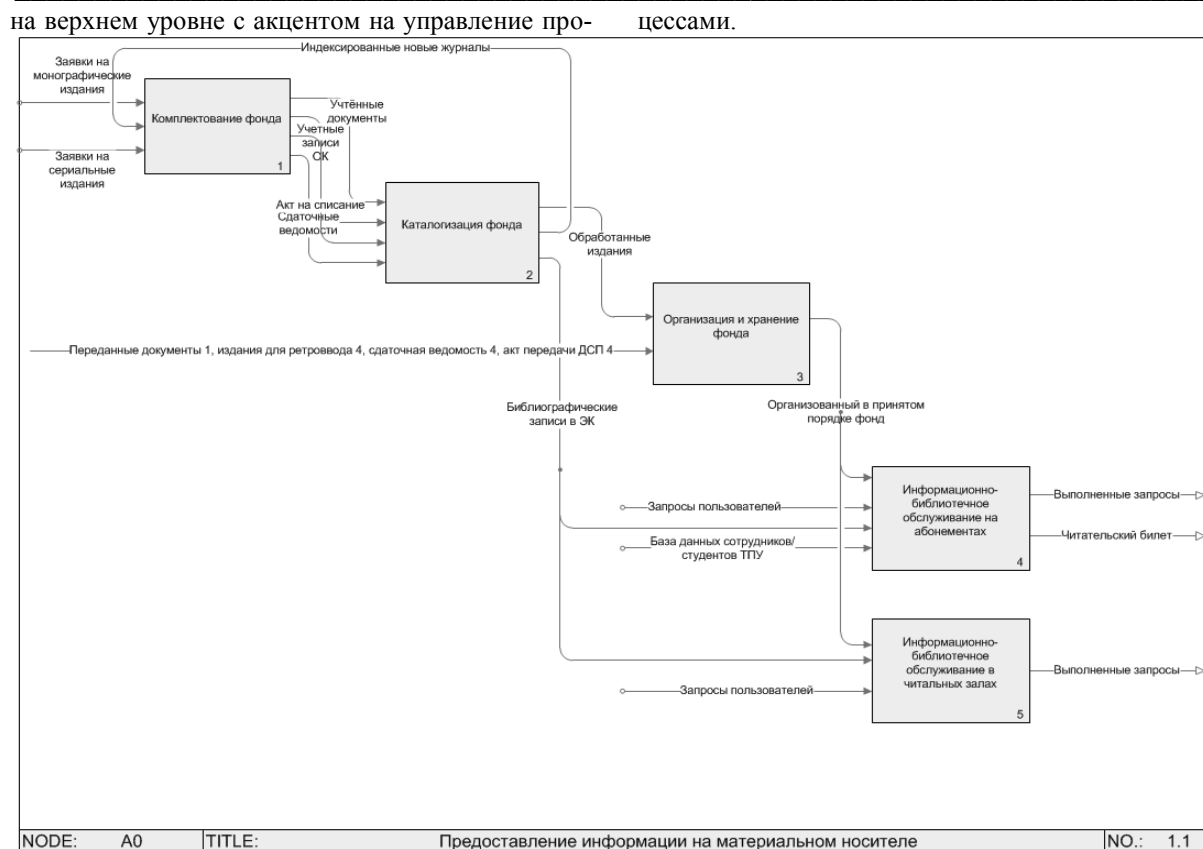 на верхнем уровне с акцентом на управление про-
цессами.
Индексированные новые журналы
Заявки на
монографические
издания
Комплектование фонда
1
Учтённые
документы
Учетные
записи
СК
Заявки на
сериальные
издания
Акт на списание
Сдаточные
ведомости
Каталогизация фонда
2
Обработанные
издания
Организация и хранение
фонда
3
Переданные документы 1, издания для ретроввода 4, сдаточная ведомость 4, акт передачи ДСП 4
Библиографические
записи в ЭК
Организованный в принятом
порядке фонд
Информационно-
библиотечное
обслуживание на
абонементах
4
Запросы пользователей
База данных сотрудников/
студентов ТПУ
Выполненные запросы
Читательский билет
Информационно-
библиотечное
обслуживание в
читальных залах
5
Запросы пользователей
Выполненные запросы
NODE: A0 TITLE: Предоставление информации на материальном носителе NO.: 1.1